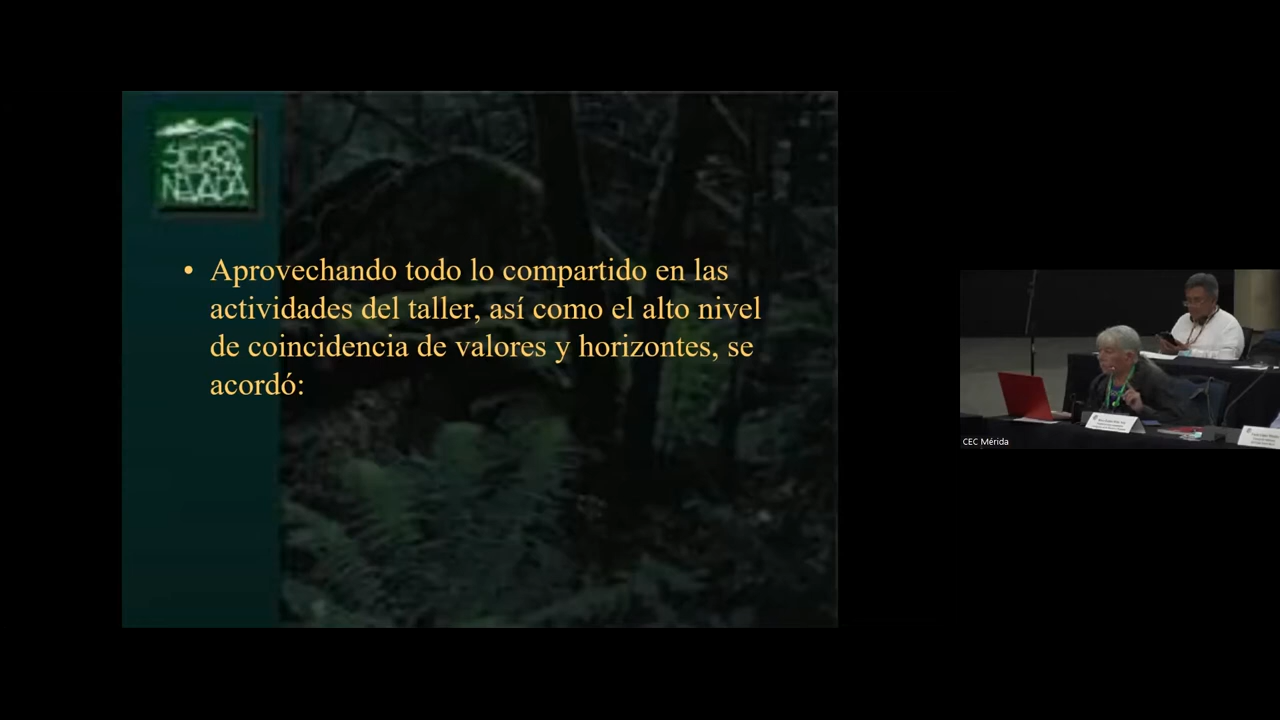 SIERRA
NEVADA
• Aprovechando todo lo compartido en las
actividades del taller, así como el alto nivel
de coincidencia de valores y horizontes, se
acordó:
CEC Mérida